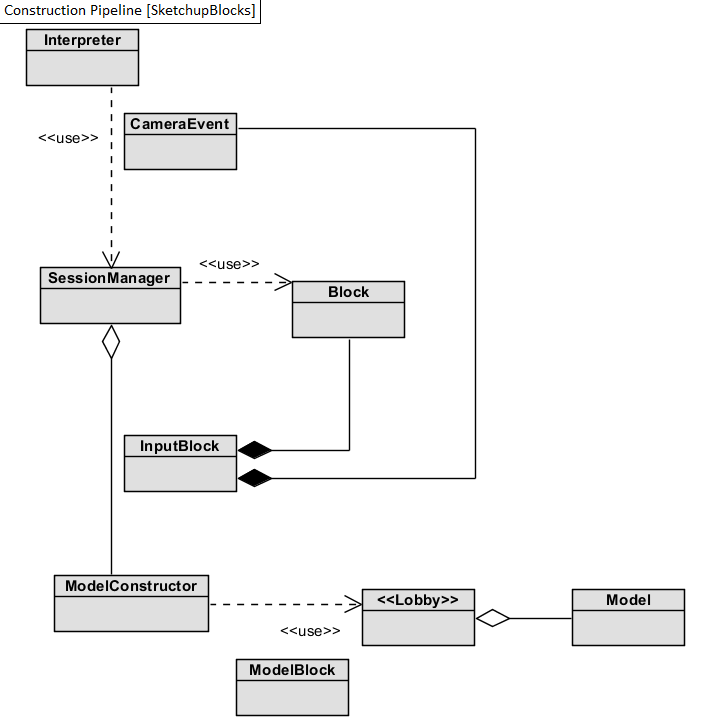 Construction Pipeline [SketchupBlocks]
Interpreter
<<use>>
CameraEvent
<<use>>
SessionManager
Block
InputBlock
ModelConstructor
<<Lobby>>
Model
<<use>>
ModelBlock